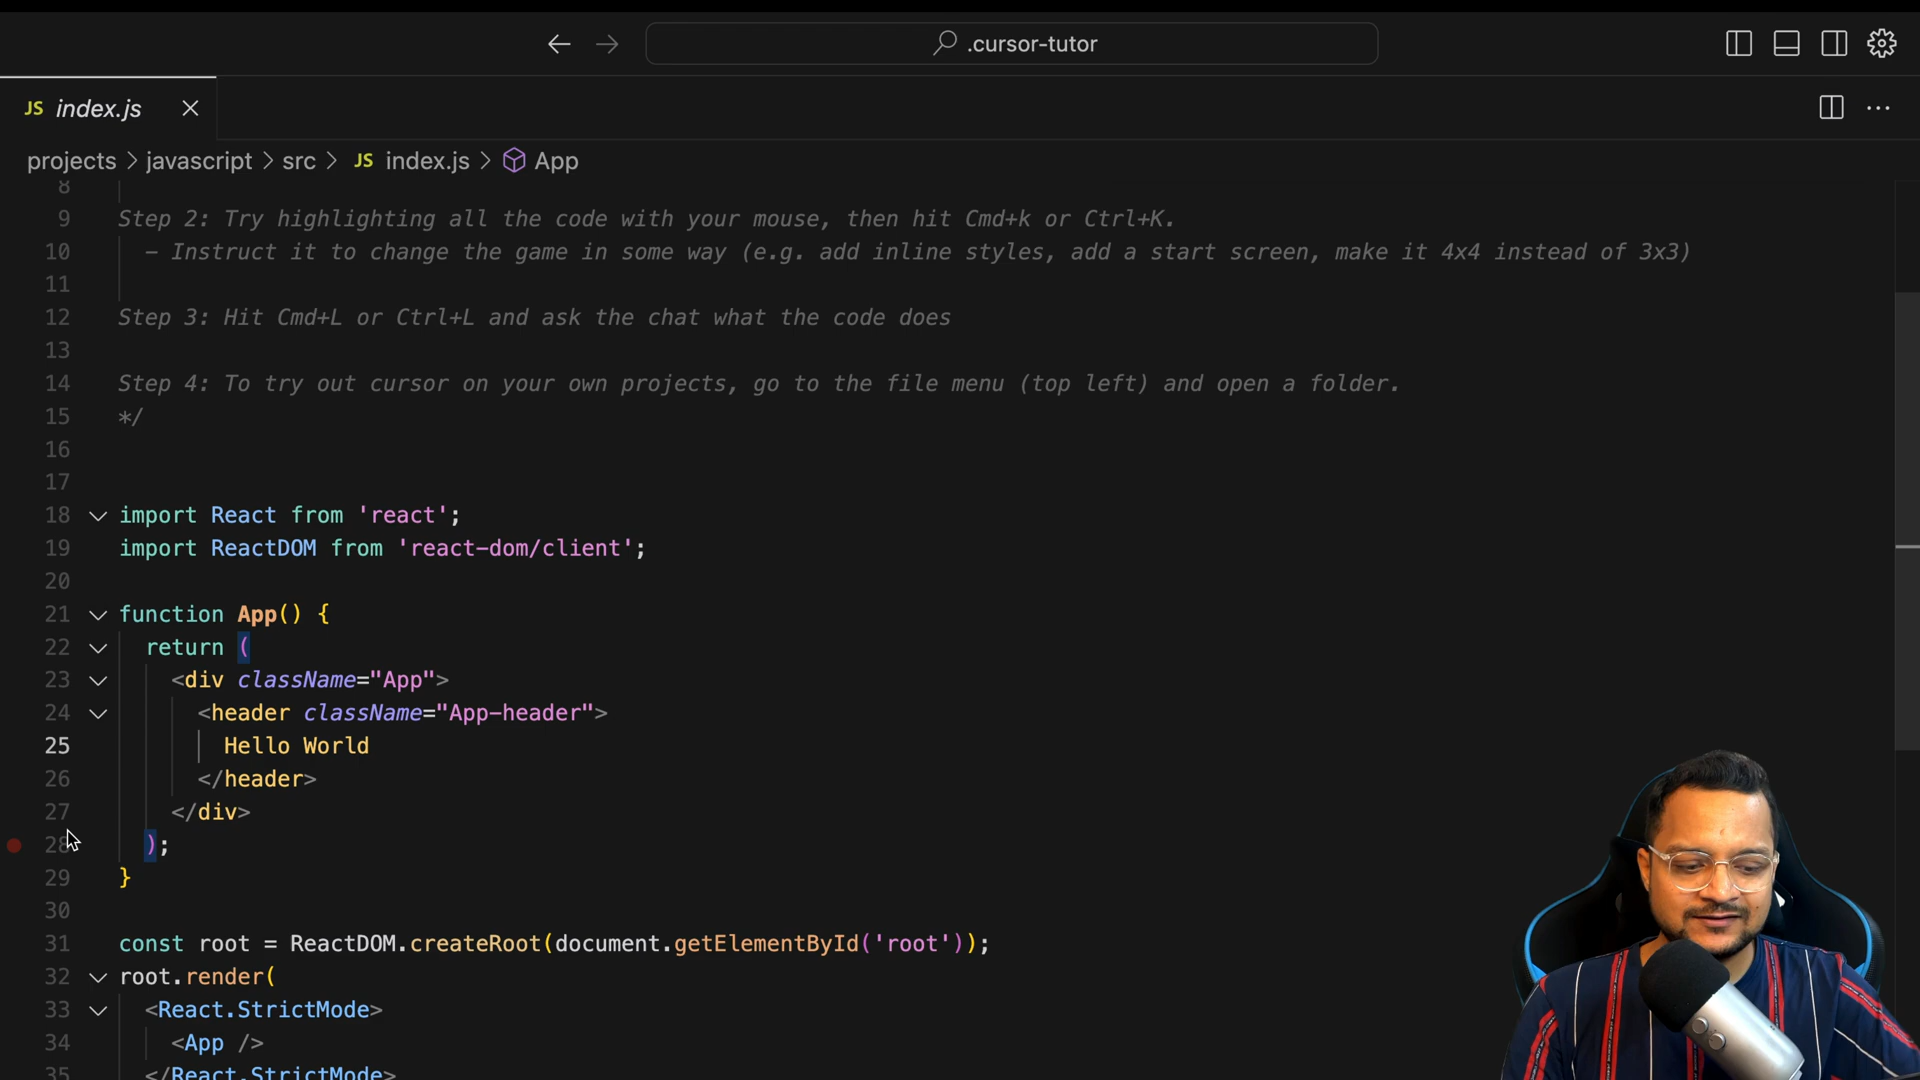 .cursor-tutor
JS index.js
projects > javascript > src > JS index.js > App
8
9 Step 2: Try highlighting all the code with your mouse, then hit Cmd+k or Ctrl+K.
10 - Instruct it to change the game in some way (e.g. add inline styles, add a start screen, make it 4x4 instead of 3x3)
11
12 Step 3: Hit Cmd+L or Ctrl+L and ask the chat what the code does
13
14 Step 4: To try out cursor on your own projects, go to the file menu (top left) and open a folder.
15 */
16
17
18 import React from 'react';
19 import ReactDOM from 'react-dom/client';
20
21 function App() {
22 return (
23 <div className="App">
24 <header className="App-header">
25 Hello World
26 </header>
27 </div>
28 );
29 }
30
31 const root = ReactDOM.createRoot(document.getElementById('root'));
32 root.render(
33 <React.StrictMode>
34 <App />
35 </React.StrictMode>